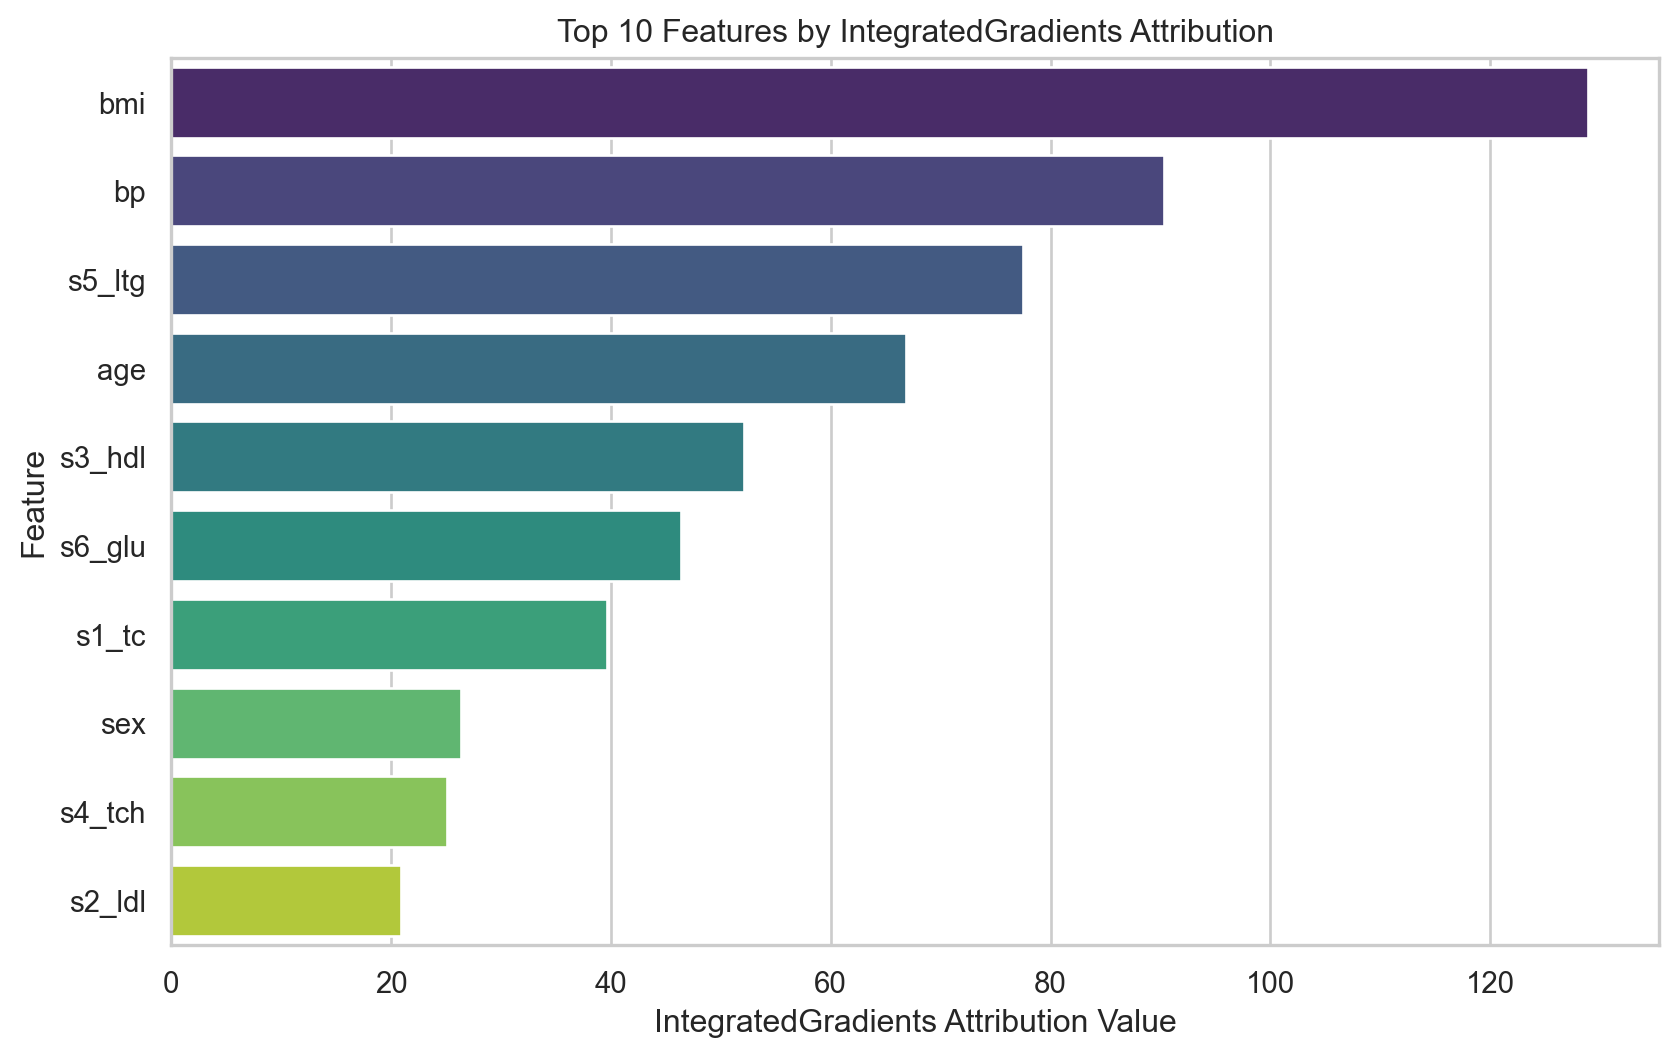 Top 10 Features by IntegratedGradients Attribution
Feature
bmi
bp
s5_ltg
age
s3_hdl
s6_glu
s1_tc
sex
s4_tch
s2_ldl
0 20 40 60 80 100 120
IntegratedGradients Attribution Value